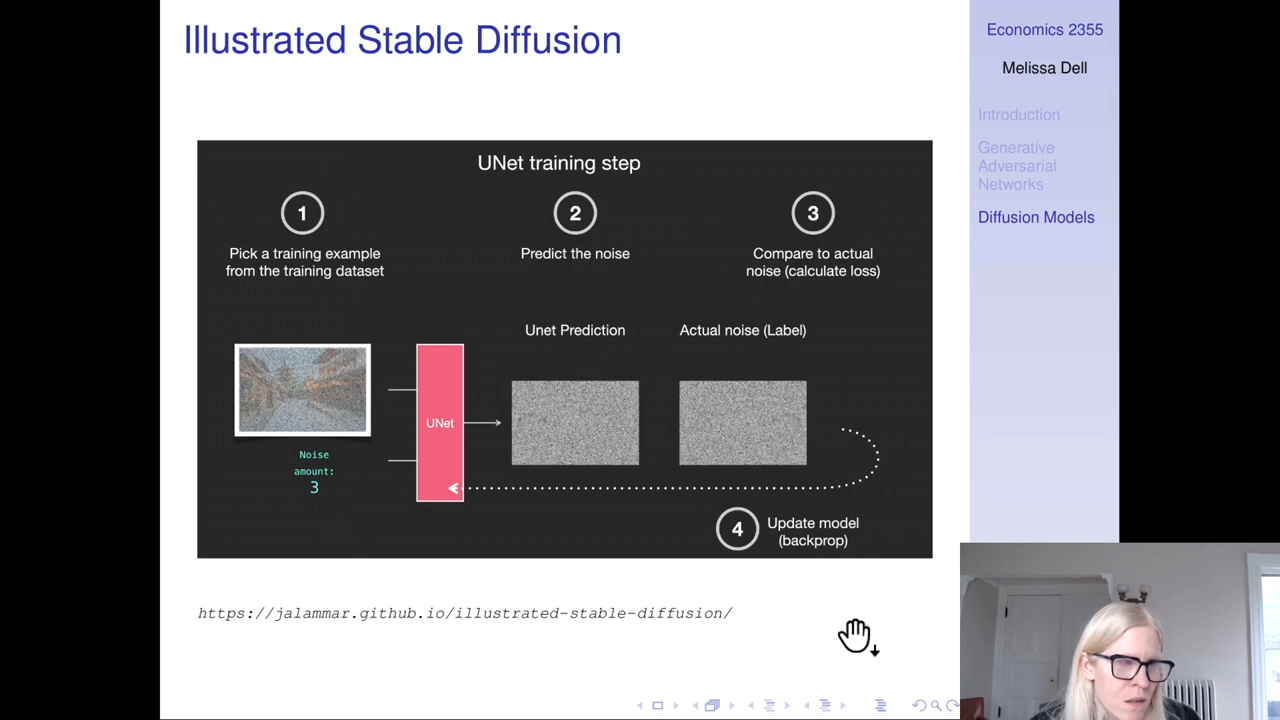 Illustrated Stable Diffusion
UNet training step
1
Pick a training example
from the training dataset
2
Predict the noise
3
Compare to actual
noise (calculate loss)
Unet Prediction
Actual noise (Label)
UNet
Noise
amount:
3
4
Update model
(backprop)
https://jalammar.github.io/illustrated-stable-diffusion/
Economics 2355
Melissa Dell
Introduction
Generative
Adversarial
Networks
Diffusion Models